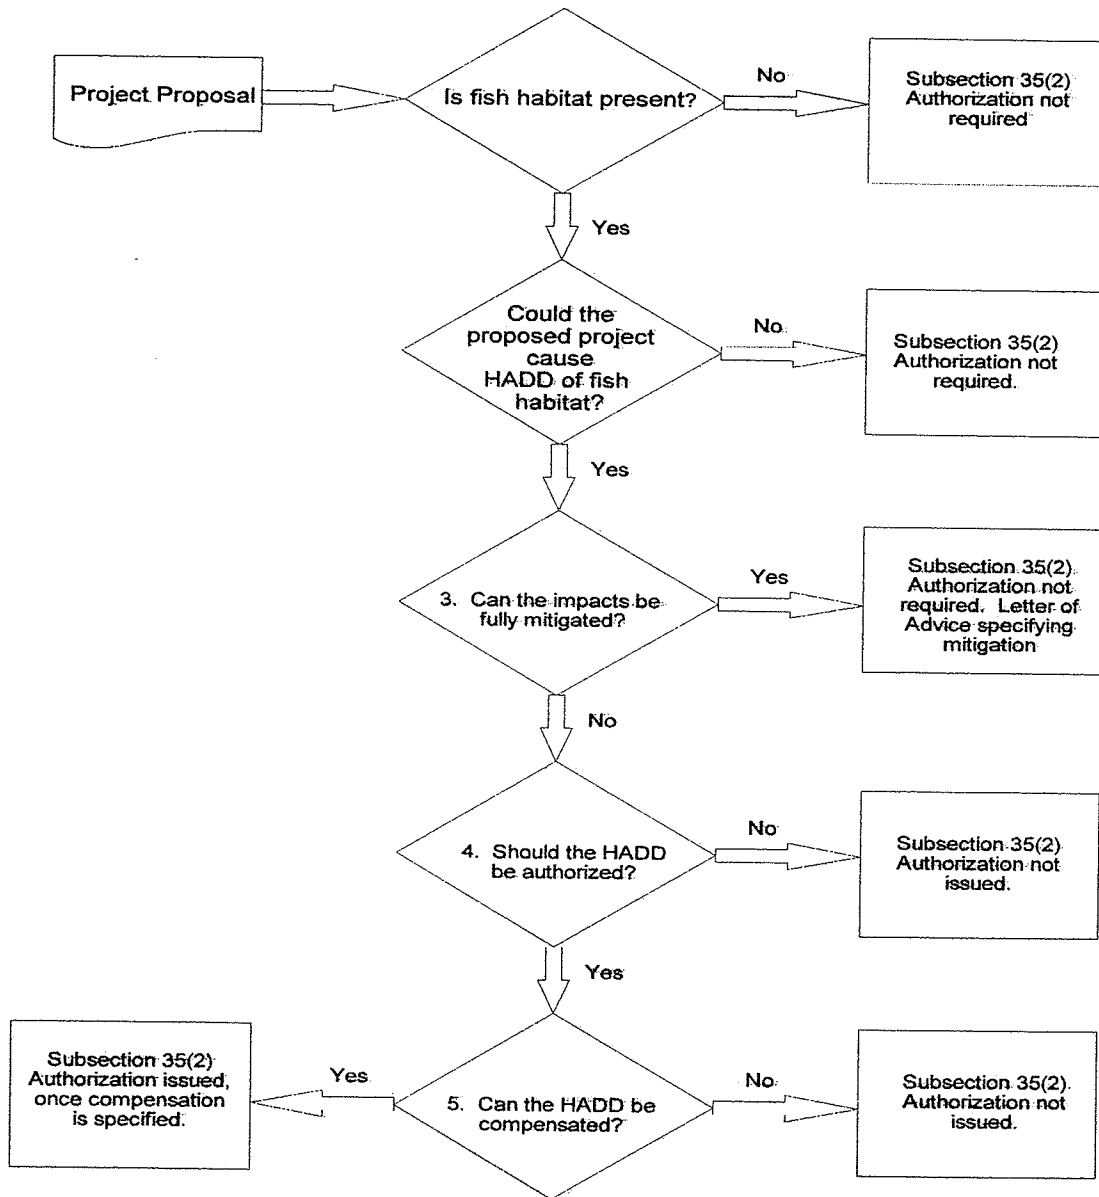 Project Proposal
Is fish habitat present?
No
Subsection 35(2)
Authorization not
required
Yes
Could the
proposed project
cause
HADD of fish
habitat?
No
Subsection 35(2)
Authorization not
required.
Yes
3. Can the impacts be
fully mitigated?
Yes
Subsection 35(2)
Authorization not
required. Letter of
Advice specifying
mitigation
No
4. Should the HADD
be authorized?
No
Subsection 35(2)
Authorization not
issued.
Yes
5. Can the HADD be
compensated?
Yes
Subsection 35(2)
Authorization issued,
once compensation
is specified.
No
Subsection 35(2)
Authorization not
issued.